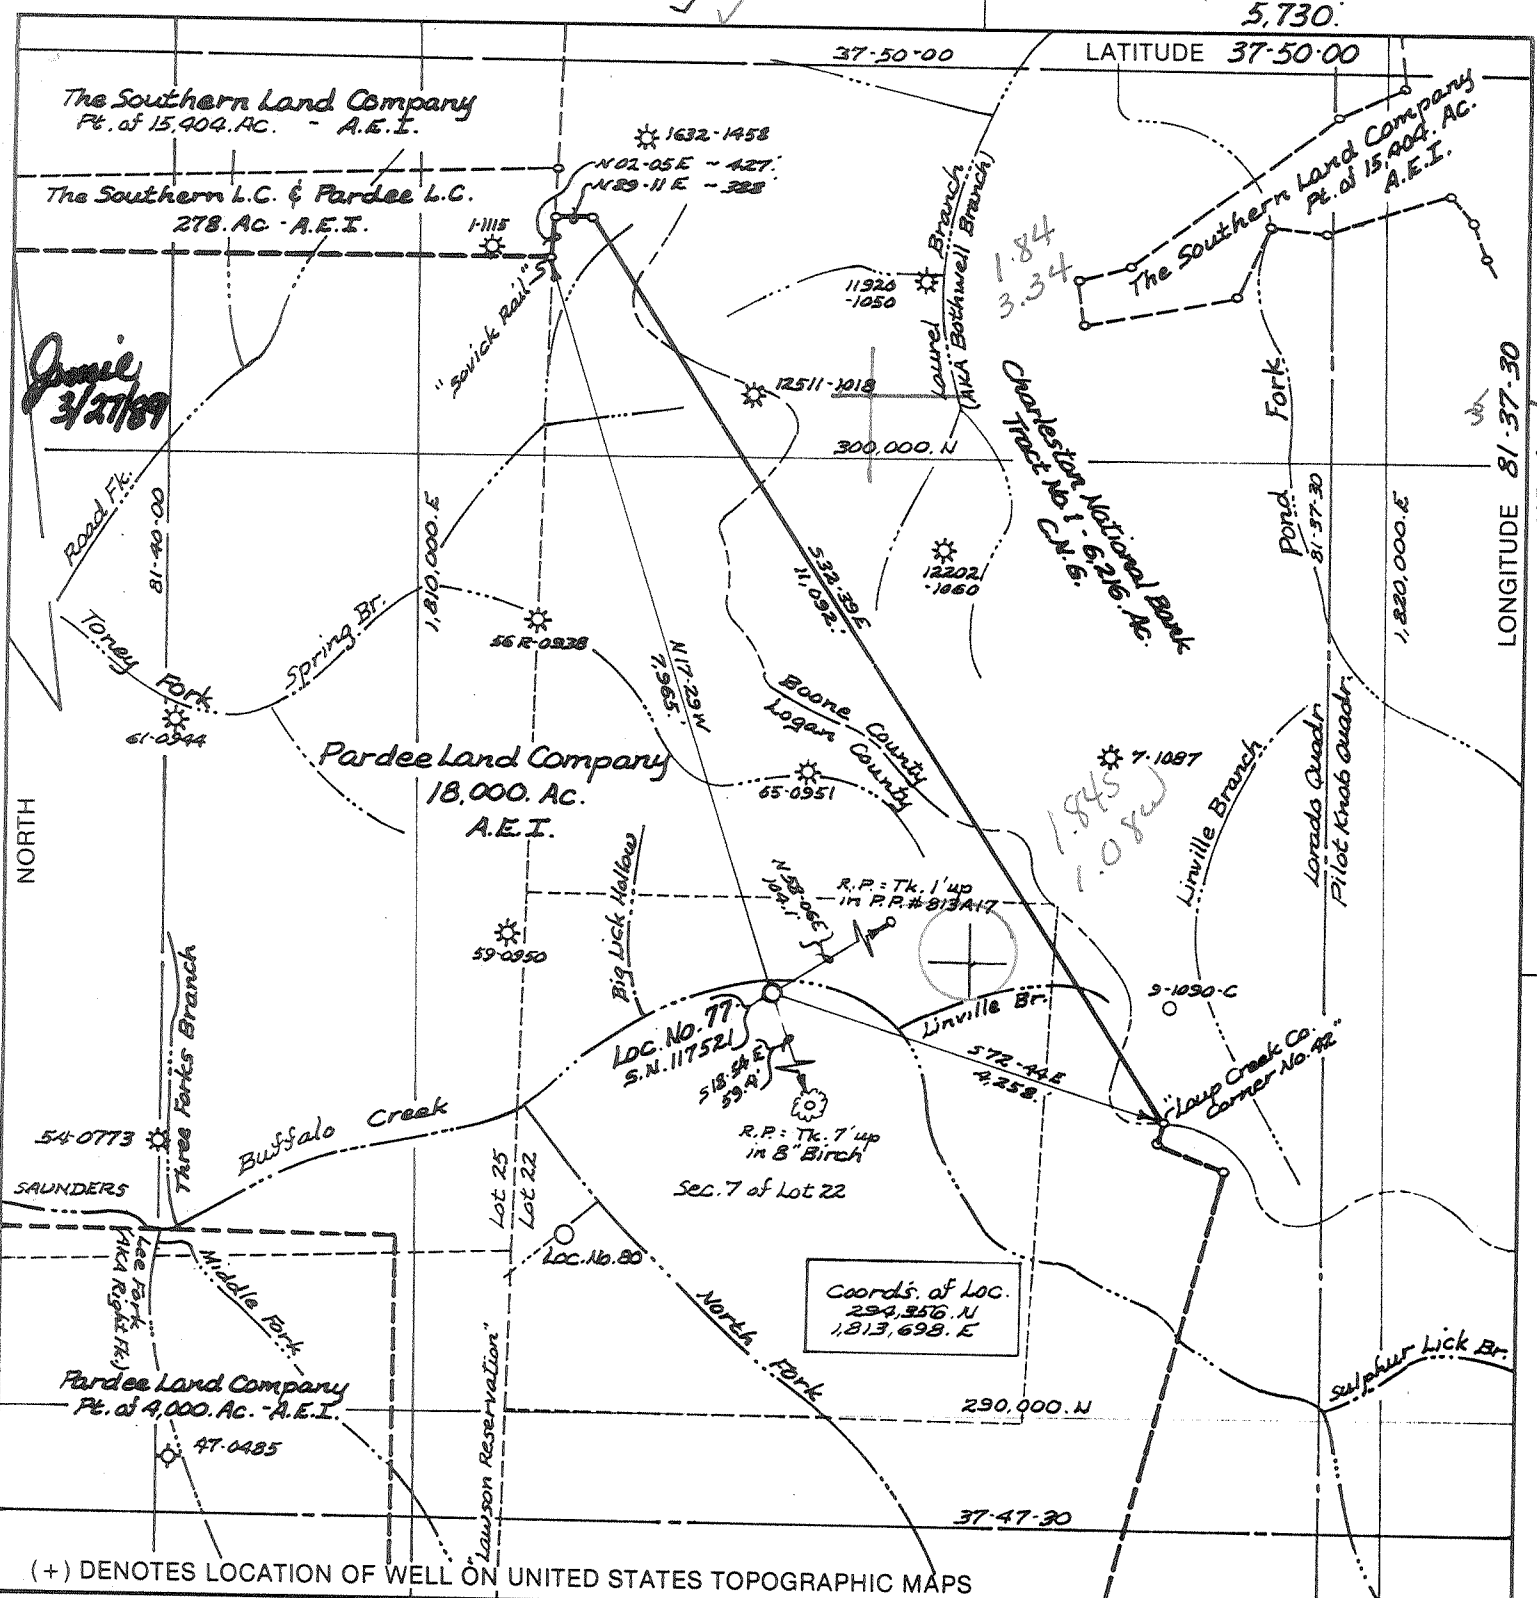 5,730.
37-50-00
LATITUDE 37-50-00
The Southern Land Company
Pt. of 15,404. AC. - A.E.I.
1632-1458
N 02-05 E ~ 427.'
N 89-11 E ~ 388'
The Southern L.C. & Pardee L.C.
278. AC - A.E.I.
1-1115
The Southern Land Company
Pt. of 15,404. AC.
A.E.I.
Laurel Branch
(AKA Bothwell Branch)
11920
-1050
1.84
3.34
12511-1018
Jamie
3/27/89
300,000. N
Charleston National Bank
Tract No. 1 - 6,216. Ac.
C.N.G.
Pond Fork
LONGITUDE 81-37-30
Road Fk.
81-40-00
1,810,000. E
81-37-30
1,820,000. E
12202
-1060
S 32-39 E
11,092.'
Toney Fork
Spring Br.
56 R-0938
N 17-29 W
7,965.'
61-0944
Pardee Land Company
18,000. Ac.
A.E.I.
Boone County
Logan County
65-0951
7-1087
1.845
1.08 W
Linville Branch
Lorado Quadr.
Pilot Knob Quadr.
NORTH
Big Lick Hollow
N 58-06 E
104.1'
R.P.: Tk. 1' up
in P.P. # 813A17
59-0950
Three Forks Branch
Loc. No. 77
S.N. 117521
Linville Br.
9-1090-C
S 72-44 E
4,258.'
"Loup Creek Co.
Corner No. 42"
S 18-54 E
59.4'
R.P.: Tk. 7' up
in 8" Birch
Sec. 7 of Lot 22
54-0773
Buffalo Creek
SAUNDERS
Lot 25
Lot 22
Loc. No. 80
Lee Fork
(AKA Right Fk.)
Middle Fork
North Fork
Coords. of Loc.
294,356. N
1,813,698. E
Sulphur Lick Br.
Pardee Land Company
Pt. of 4,000. Ac. - A.E.I.
47-0485
"Lawson Reservation"
290,000. N
37-47-30
(+) DENOTES LOCATION OF WELL ON UNITED STATES TOPOGRAPHIC MAPS